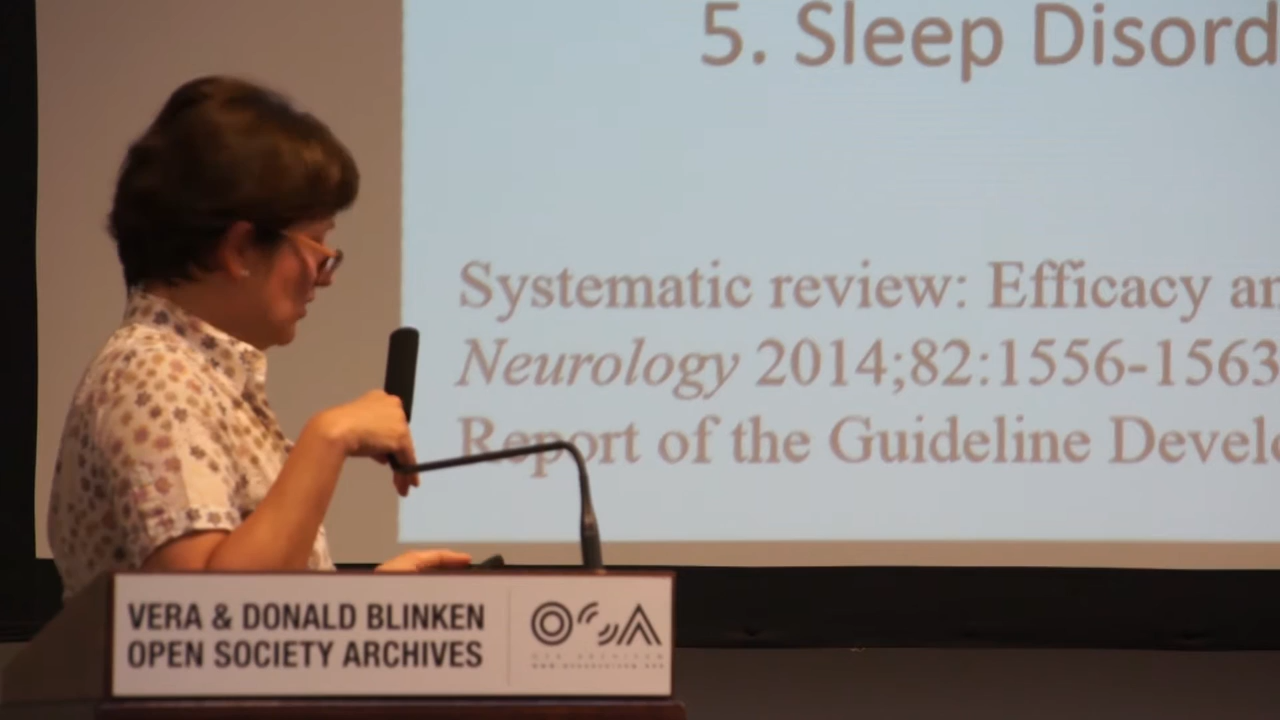 5. Sleep Disord
Systematic review: Efficacy an
Neurology 2014;82:1556-1563
Report of the Guideline Develo
VERA & DONALD BLINKEN
OPEN SOCIETY ARCHIVES